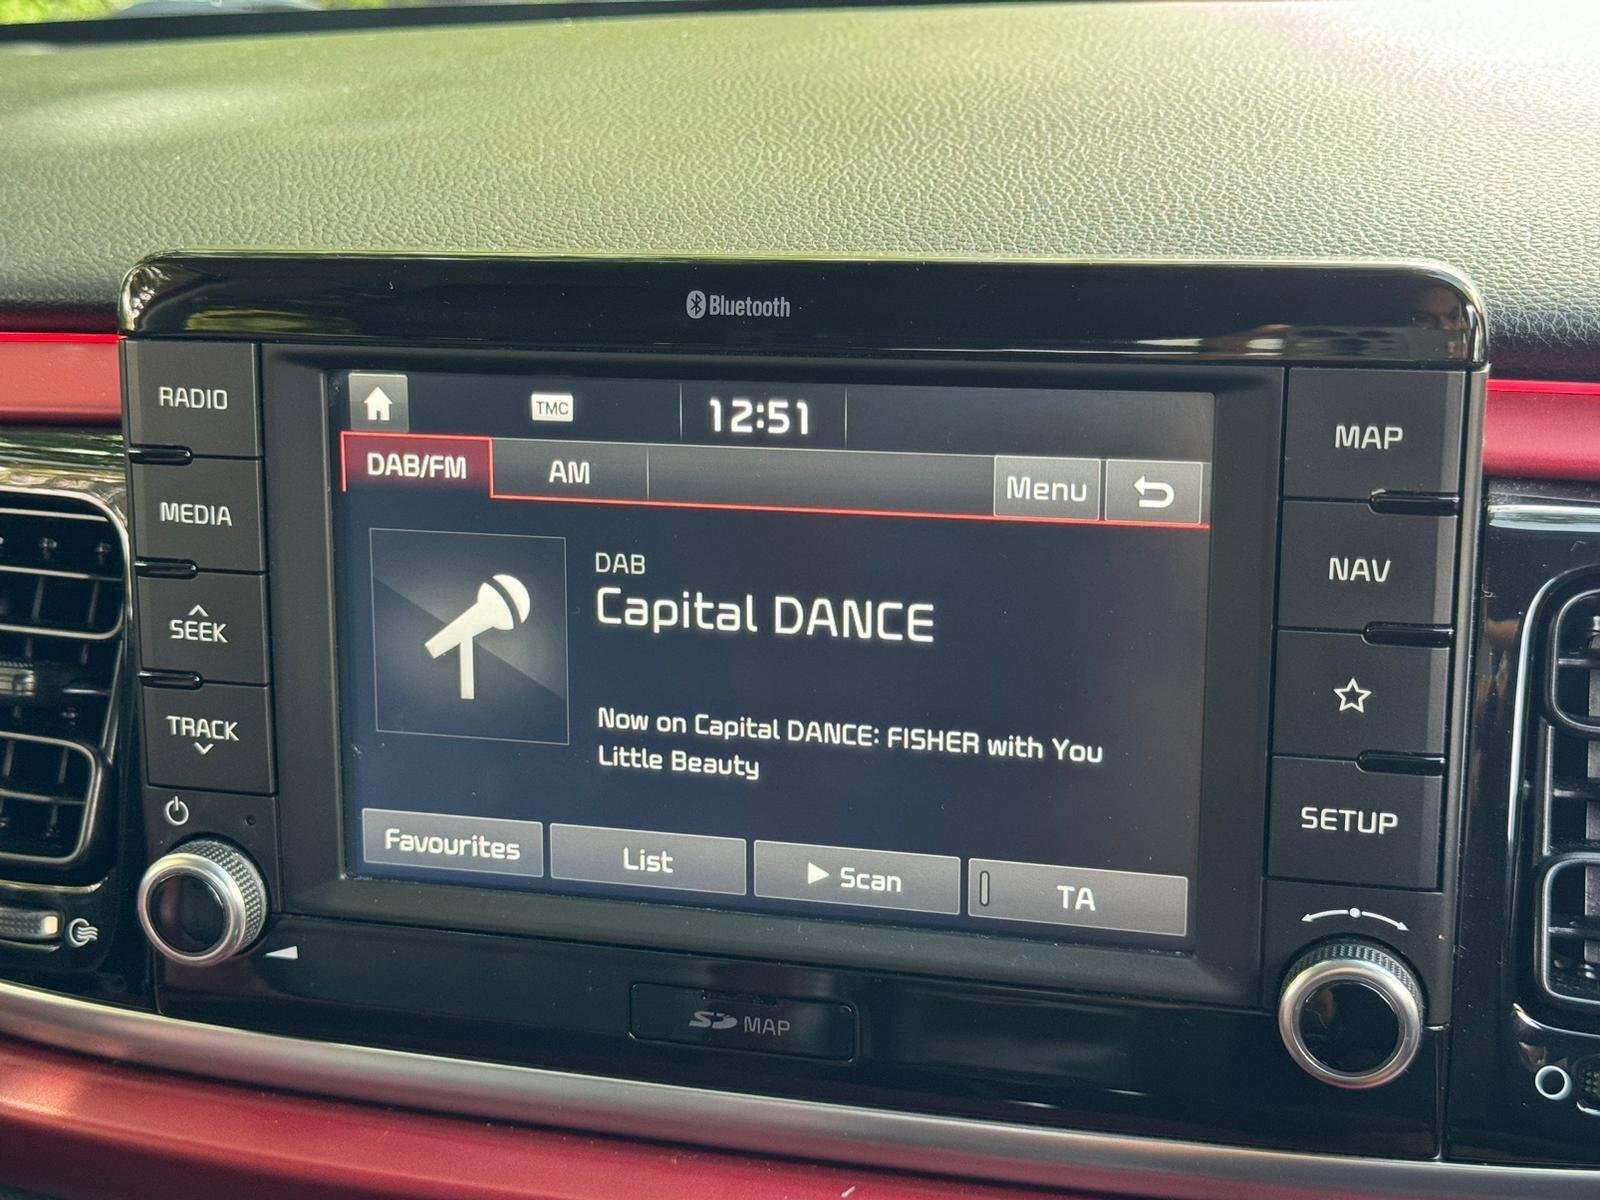 Bluetooth
RADIO
MEDIA
SEEK
TRACK
TMC
12:51
DAB/FM
AM
Menu
DAB
Capital DANCE
Now on Capital DANCE: FISHER with You
Little Beauty
Favourites
List
Scan
TA
MAP
NAV
SETUP
SD MAP